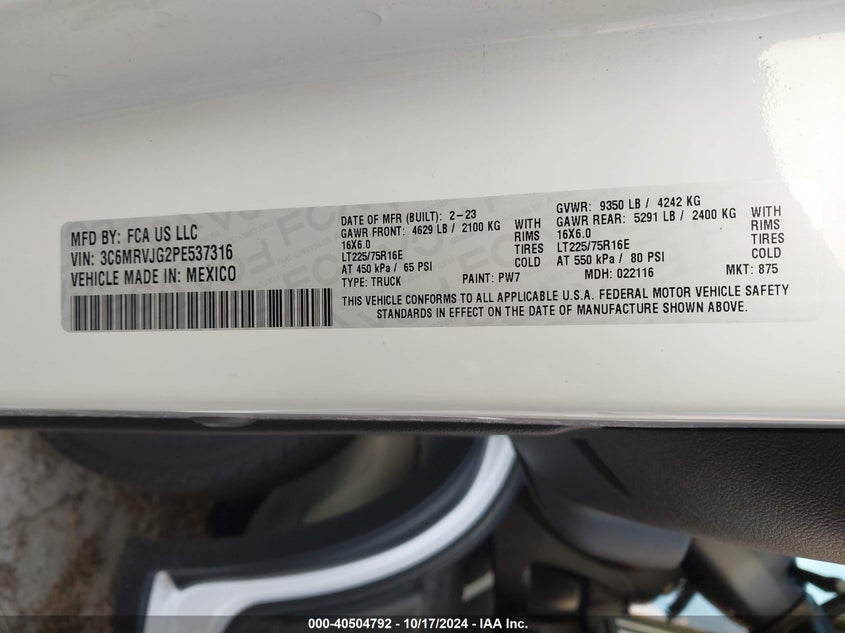 MFD BY: FCA US LLC
VIN: 3C6MRVJG2PE537316
VEHICLE MADE IN: MEXICO
DATE OF MFR (BUILT): 2-23
GAWR FRONT: 4629 LB / 2100 KG WITH
16X6.0 RIMS
LT225/75R16E TIRES
AT 450 kPa / 65 PSI COLD
TYPE: TRUCK PAINT: PW7
GVWR: 9350 LB / 4242 KG
GAWR REAR: 5291 LB / 2400 KG WITH
16X6.0 RIMS
LT225/75R16E TIRES
AT 550 kPa / 80 PSI COLD
MDH: 022116 MKT: 875
THIS VEHICLE CONFORMS TO ALL APPLICABLE U.S.A. FEDERAL MOTOR VEHICLE SAFETY
STANDARDS IN EFFECT ON THE DATE OF MANUFACTURE SHOWN ABOVE.
000-40504792 - 10/17/2024 - IAA Inc.